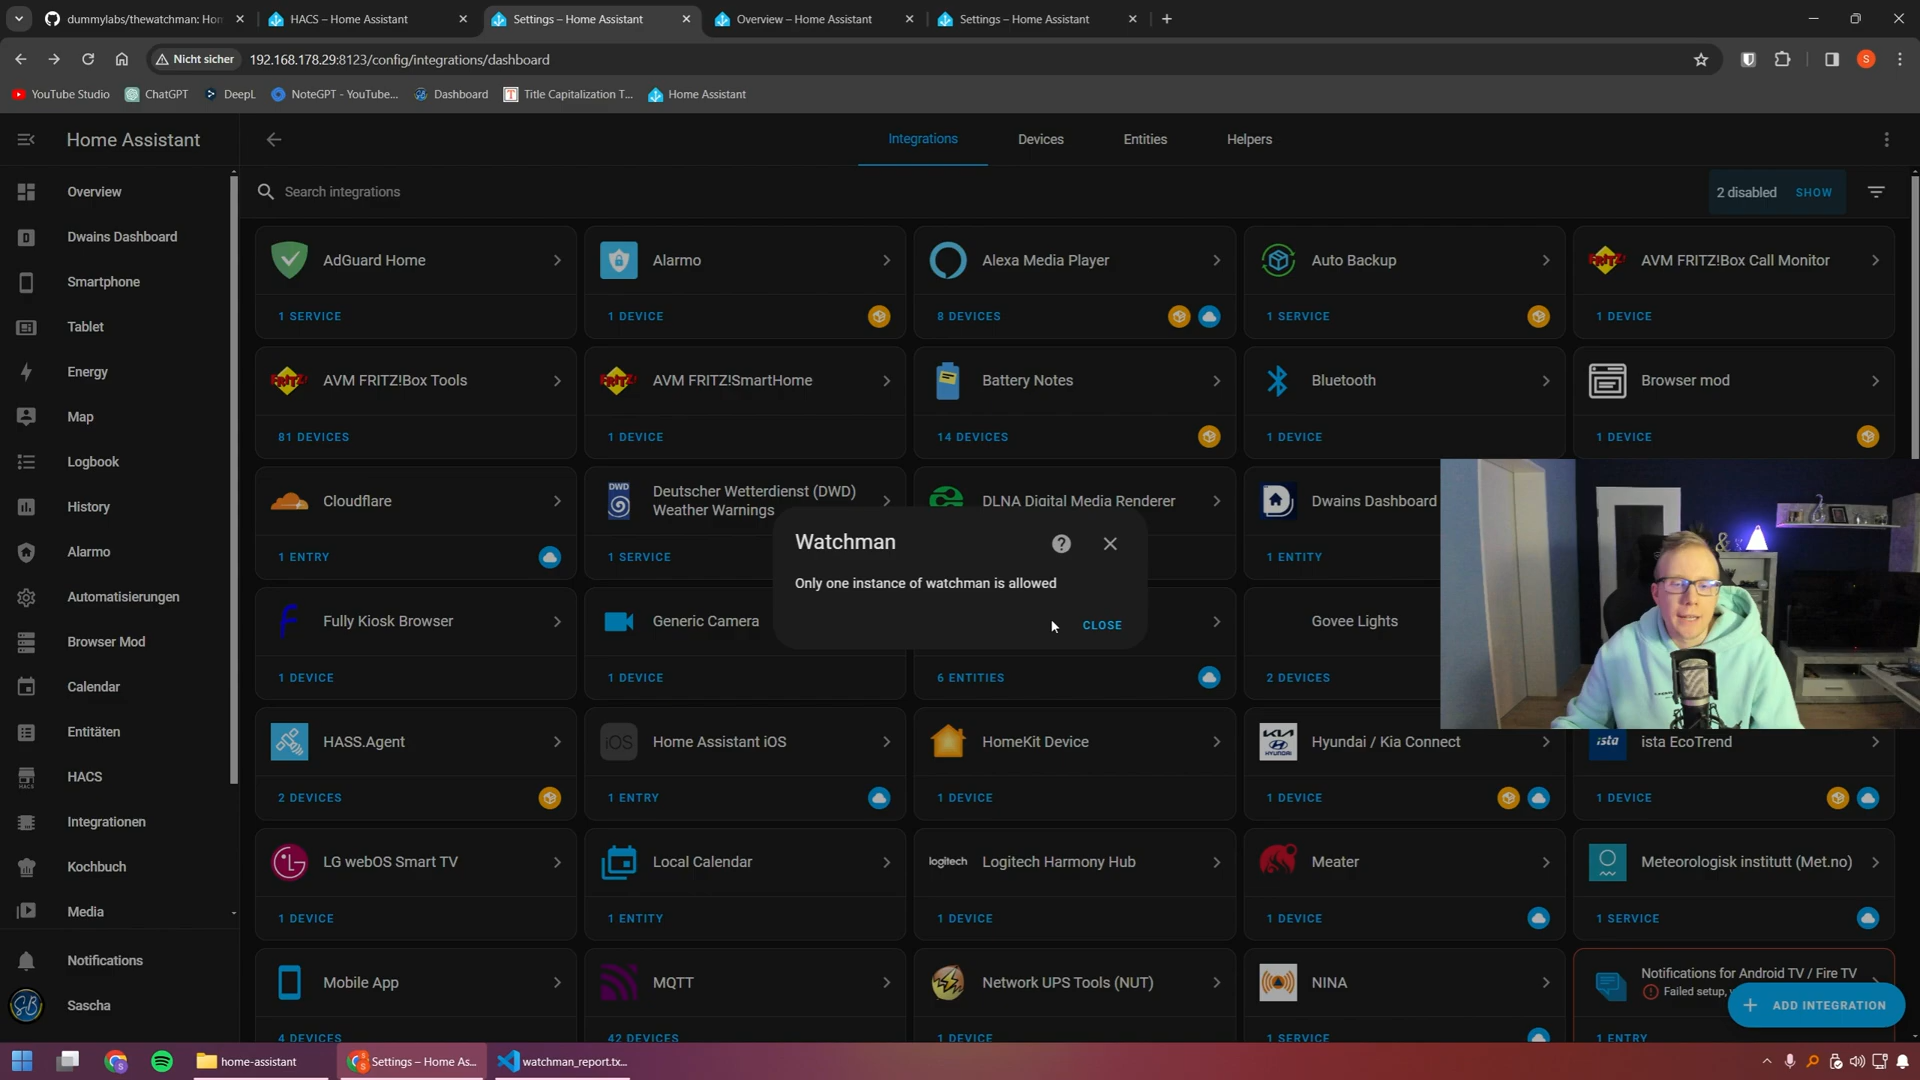 dummylabs/thewatchman: Hom
HACS – Home Assistant
Settings – Home Assistant
Overview – Home Assistant
Settings – Home Assistant
Nicht sicher
192.168.178.29:8123/config/integrations/dashboard
S
YouTube Studio
ChatGPT
DeepL
NoteGPT - YouTube...
Dashboard
Title Capitalization T...
Home Assistant
Home Assistant
Integrations
Devices
Entities
Helpers
Overview
Dwains Dashboard
Smartphone
Tablet
Energy
Map
Logbook
History
Alarmo
Automatisierungen
Browser Mod
Calendar
Entitäten
HACS
Integrationen
Kochbuch
Media
Notifications
Sascha
Search integrations
2 disabled
SHOW
AdGuard Home
1 SERVICE
Alarmo
1 DEVICE
Alexa Media Player
8 DEVICES
Auto Backup
1 SERVICE
FRITZ!
AVM FRITZ!Box Call Monitor
1 DEVICE
FRITZ!
AVM FRITZ!Box Tools
81 DEVICES
FRITZ!
AVM FRITZ!SmartHome
1 DEVICE
Battery Notes
14 DEVICES
Bluetooth
1 DEVICE
Browser mod
1 DEVICE
Cloudflare
1 ENTRY
DWD
Deutscher Wetterdienst (DWD)
Weather Warnings
1 SERVICE
DLNA Digital Media Renderer
Dwains Dashboard
1 ENTITY
Watchman
Only one instance of watchman is allowed
CLOSE
Fully Kiosk Browser
1 DEVICE
Generic Camera
1 DEVICE
6 ENTITIES
Govee Lights
2 DEVICES
HASS.Agent
2 DEVICES
iOS
Home Assistant iOS
1 ENTRY
HomeKit Device
1 DEVICE
KIA
HYUNDAI
Hyundai / Kia Connect
1 DEVICE
ista
ista EcoTrend
1 DEVICE
LG webOS Smart TV
1 DEVICE
Local Calendar
1 ENTITY
logitech
Logitech Harmony Hub
1 DEVICE
Meater
1 DEVICE
Meteorologisk institutt (Met.no)
1 SERVICE
Mobile App
4 DEVICES
MQTT
42 DEVICES
Network UPS Tools (NUT)
1 DEVICE
NINA
1 SERVICE
Notifications for Android TV / Fire TV
Failed setup,
1 ENTRY
ADD INTEGRATION
home-assistant
Settings – Home As...
watchman_report.tx...